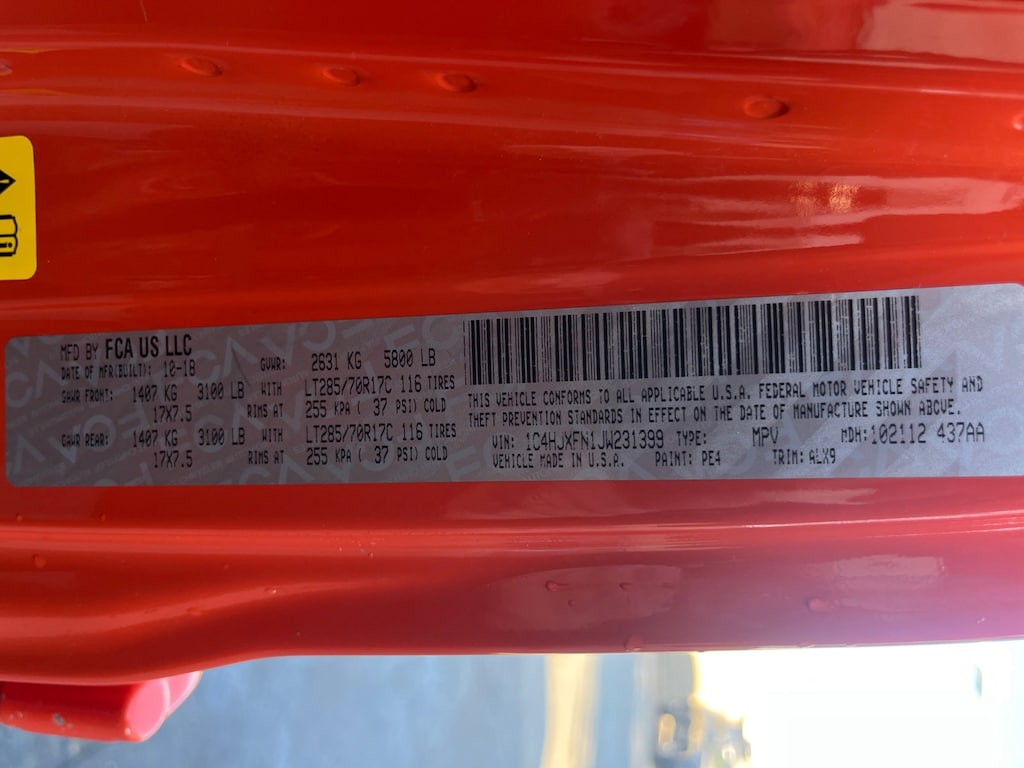 MFD BY FCA US LLC
DATE OF MFR(BUILT): 10-18 GVWR: 2631 KG 5800 LB
GAWR FRONT: 1407 KG 3100 LB WITH LT285/70R17C 116 TIRES
17X7.5 RIMS AT 255 KPA ( 37 PSI) COLD
GAWR REAR: 1407 KG 3100 LB WITH LT285/70R17C 116 TIRES
17X7.5 RIMS AT 255 KPA ( 37 PSI) COLD
THIS VEHICLE CONFORMS TO ALL APPLICABLE U.S.A. FEDERAL MOTOR VEHICLE SAFETY AND
THEFT PREVENTION STANDARDS IN EFFECT ON THE DATE OF MANUFACTURE SHOWN ABOVE.
VIN: 1C4HJXFN1JW231399 TYPE: MPV MDH:102112 437AA
VEHICLE MADE IN U.S.A. PAINT: PE4 TRIM: ALX9